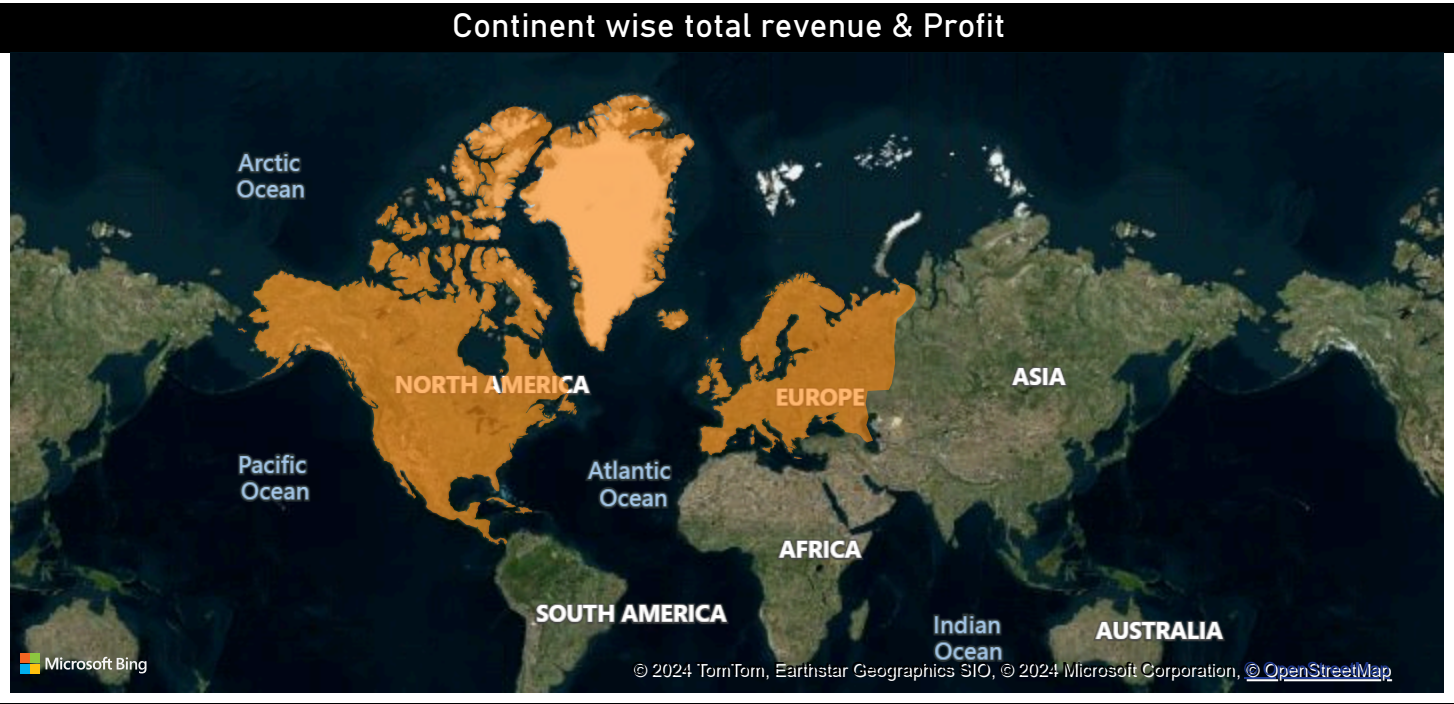 Continent wise total revenue & Profit
Arctic
Ocean
NORTH AMERICA
EUROPE
ASIA
Pacific
Ocean
Atlantic
Ocean
AFRICA
SOUTH AMERICA
Indian
Ocean
AUSTRALIA
Microsoft Bing
© 2024 TomTom, Earthstar Geographics SIO, © 2024 Microsoft Corporation, © OpenStreetMap